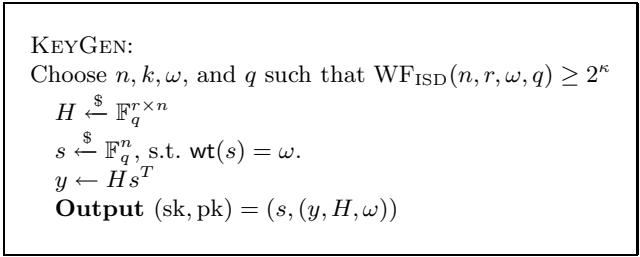 KEYGEN:
Choose n, k, ω, and q such that WF_ISD(n, r, ω, q) ≥ 2^κ
H ←$ 𝔽_q^{r×n}
s ←$ 𝔽_q^n, s.t. wt(s) = ω.
y ← Hs^T
Output (sk, pk) = (s, (y, H, ω))